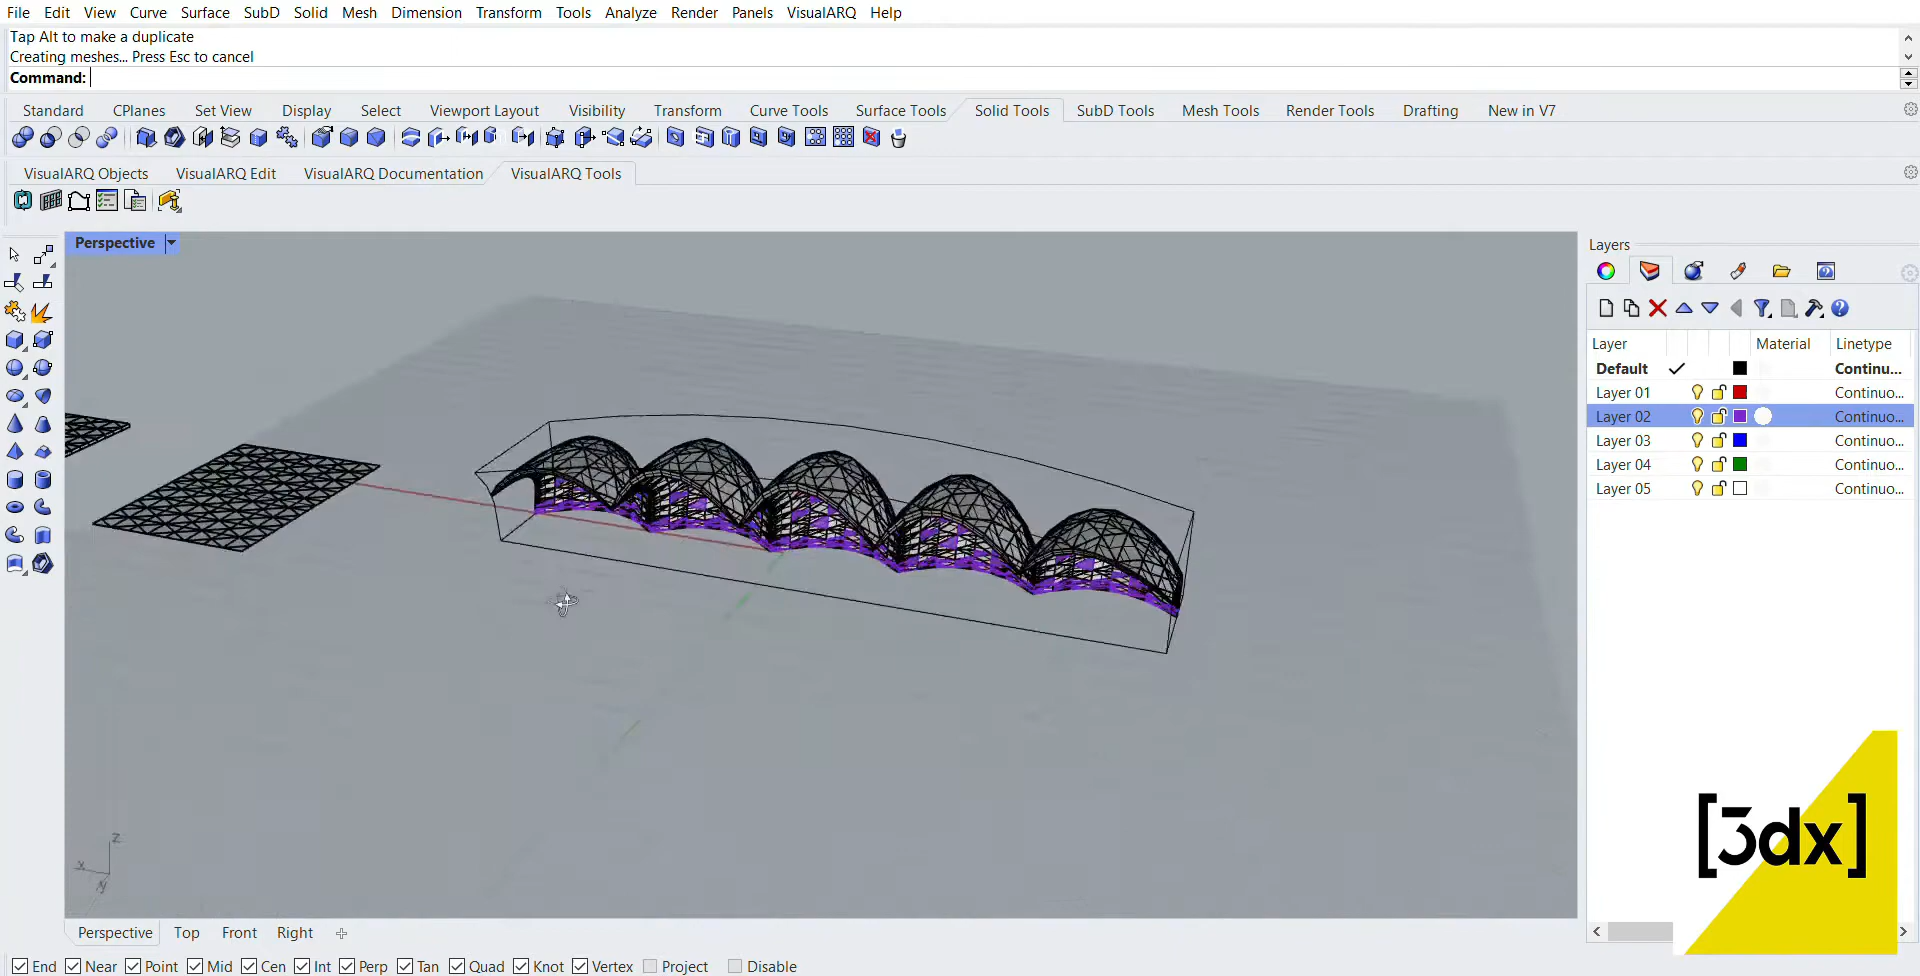 File Edit View Curve Surface SubD Solid Mesh Dimension Transform Tools Analyze Render Panels VisualARQ Help
Tap Alt to make a duplicate
Creating meshes... Press Esc to cancel
Command:
Standard CPlanes Set View Display Select Viewport Layout Visibility Transform Curve Tools Surface Tools Solid Tools SubD Tools Mesh Tools Render Tools Drafting New in V7
VisualARQ Objects VisualARQ Edit VisualARQ Documentation VisualARQ Tools
Perspective
Layers
Layer Material Linetype
Default Continu...
Layer 01 Continuo...
Layer 02 Continuo...
Layer 03 Continuo...
Layer 04 Continuo...
Layer 05 Continuo...
z
x
y
[3dx]
Perspective Top Front Right
End Near Point Mid Cen Int Perp Tan Quad Knot Vertex Project Disable